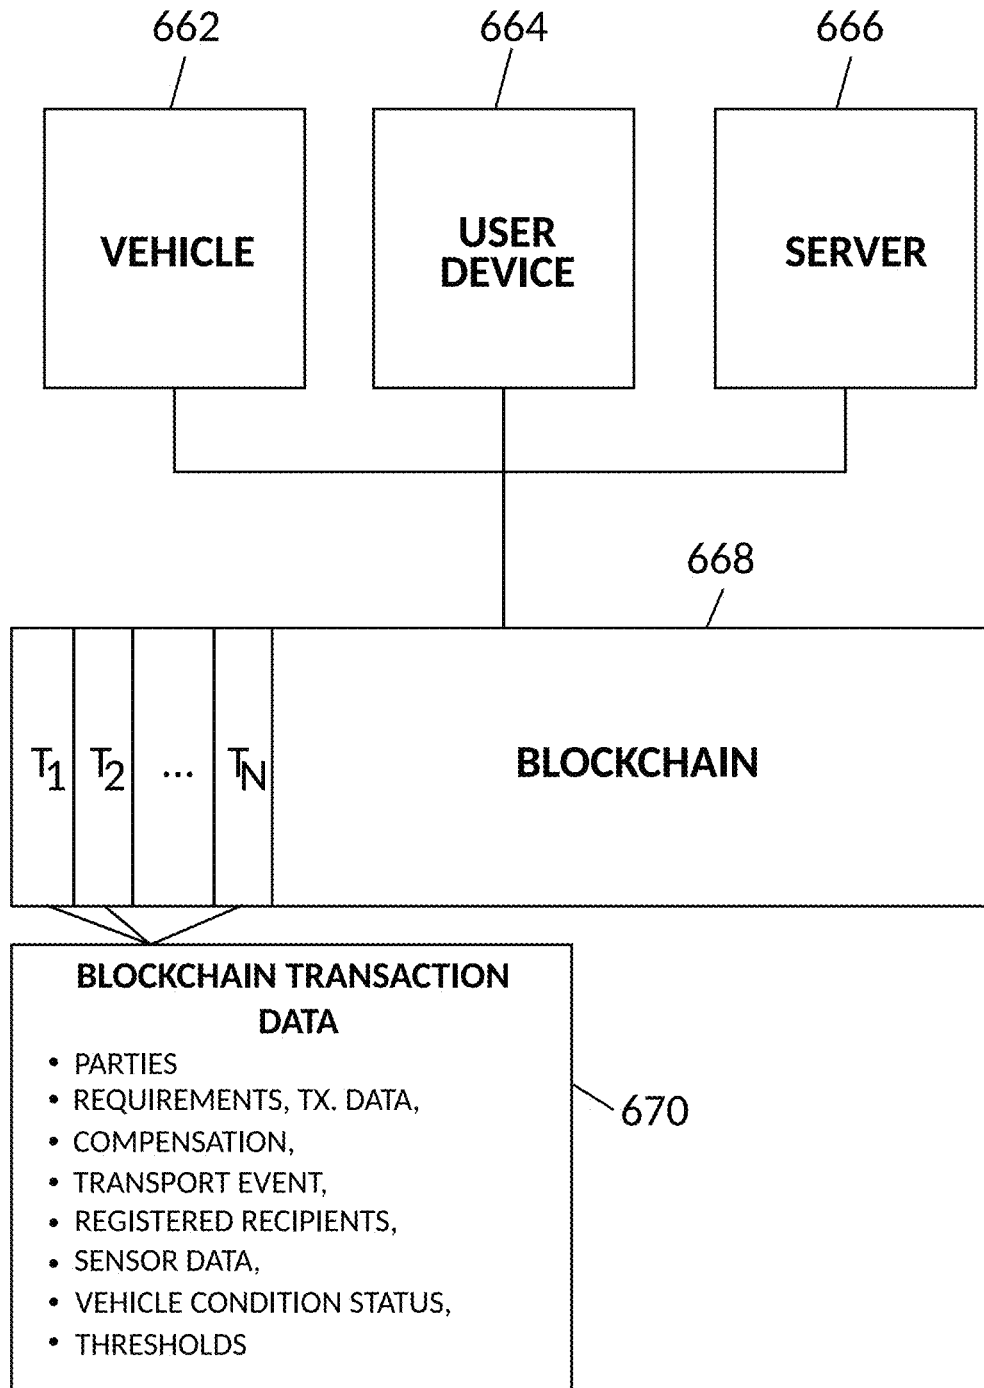 662
664
666
VEHICLE
USER
DEVICE
SERVER
668
T1
T2
...
TN
BLOCKCHAIN
BLOCKCHAIN TRANSACTION
DATA
• PARTIES
• REQUIREMENTS, TX. DATA,
• COMPENSATION,
• TRANSPORT EVENT,
• REGISTERED RECIPIENTS,
• SENSOR DATA,
• VEHICLE CONDITION STATUS,
• THRESHOLDS
670